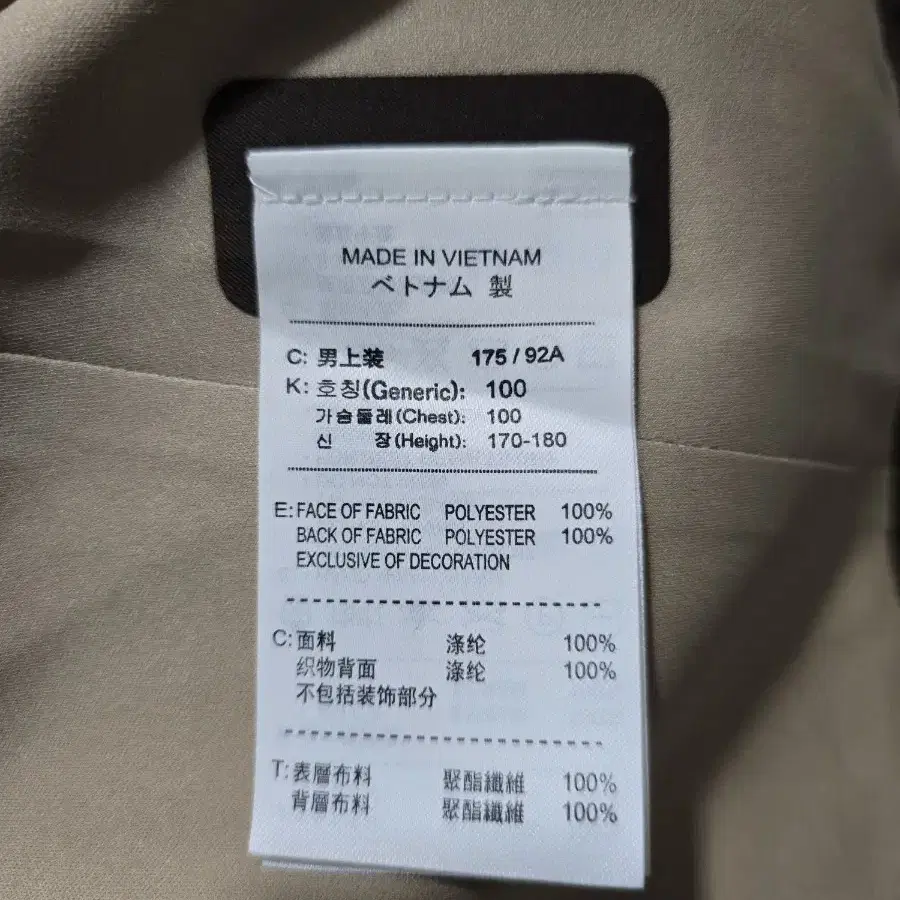 MADE IN VIETNAM
ベトナム 製
C: 男上装 175 / 92A
K: 호칭(Generic): 100
가슴둘레(Chest): 100
신 장(Height): 170-180
E: FACE OF FABRIC POLYESTER 100%
BACK OF FABRIC POLYESTER 100%
EXCLUSIVE OF DECORATION
C: 面料 涤纶 100%
织物背面 涤纶 100%
不包括装饰部分
T: 表層布料 聚酯纖維 100%
背層布料 聚酯纖維 100%